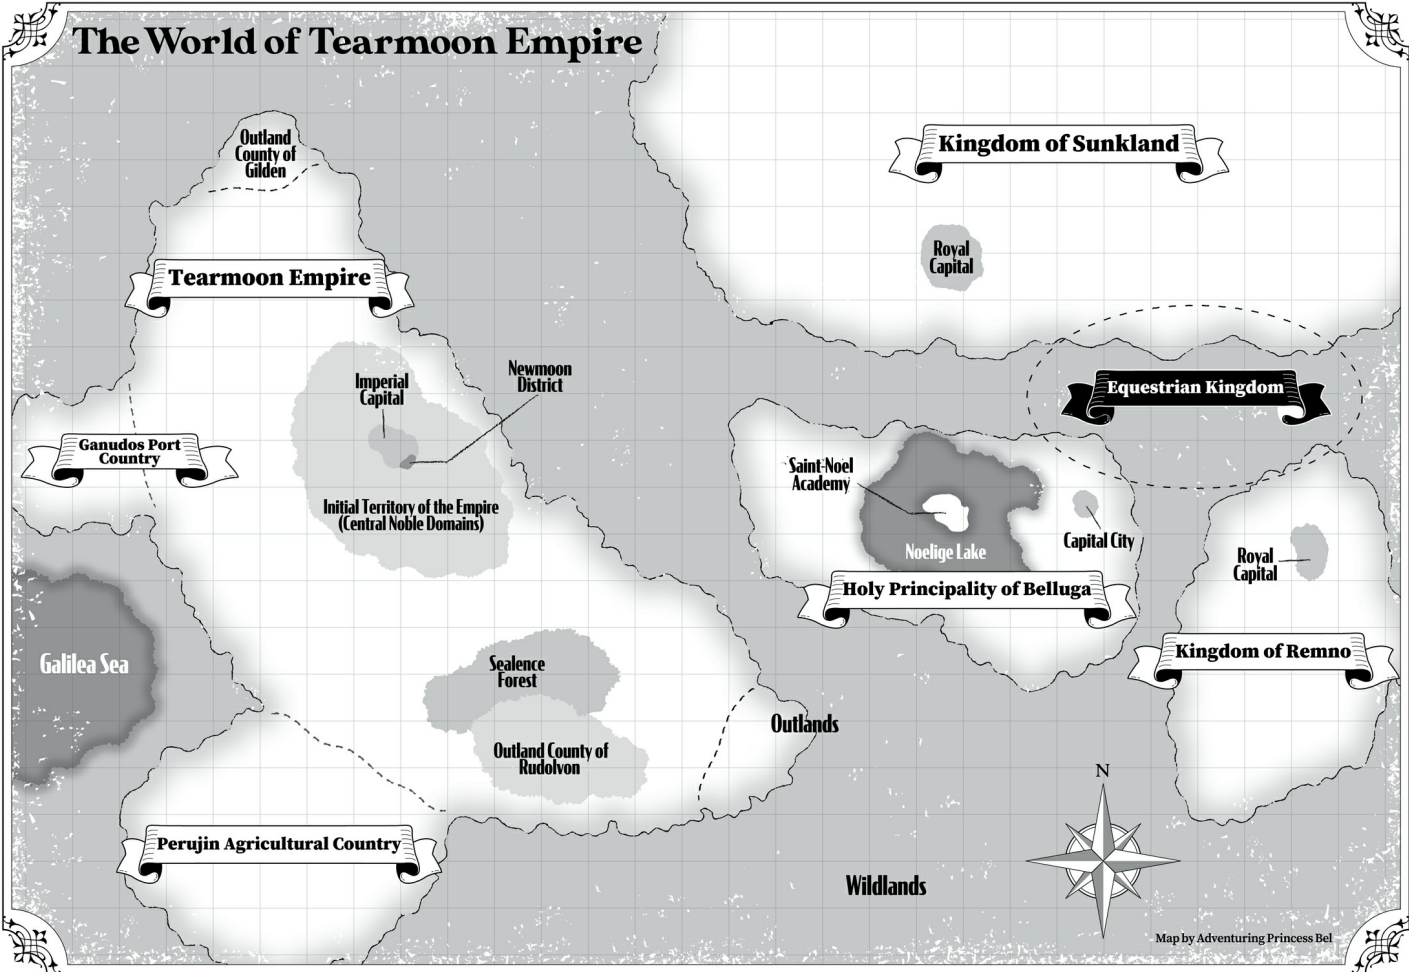 The World of Tearmoon Empire
Outland
County of
Gilden
Kingdom of Sunkland
Royal
Capital
Tearmoon Empire
Imperial
Capital
Newmoon
District
Equestrian Kingdom
Ganudos Port
Country
Saint-Noel
Academy
Initial Territory of the Empire
(Central Noble Domains)
Noelige Lake
Capital City
Royal
Capital
Holy Principality of Belluga
Galilea Sea
Sealence
Forest
Kingdom of Remno
Outlands
Outland County of
Rudolvon
N
Perujin Agricultural Country
Wildlands
Map by Adventuring Princess Bel